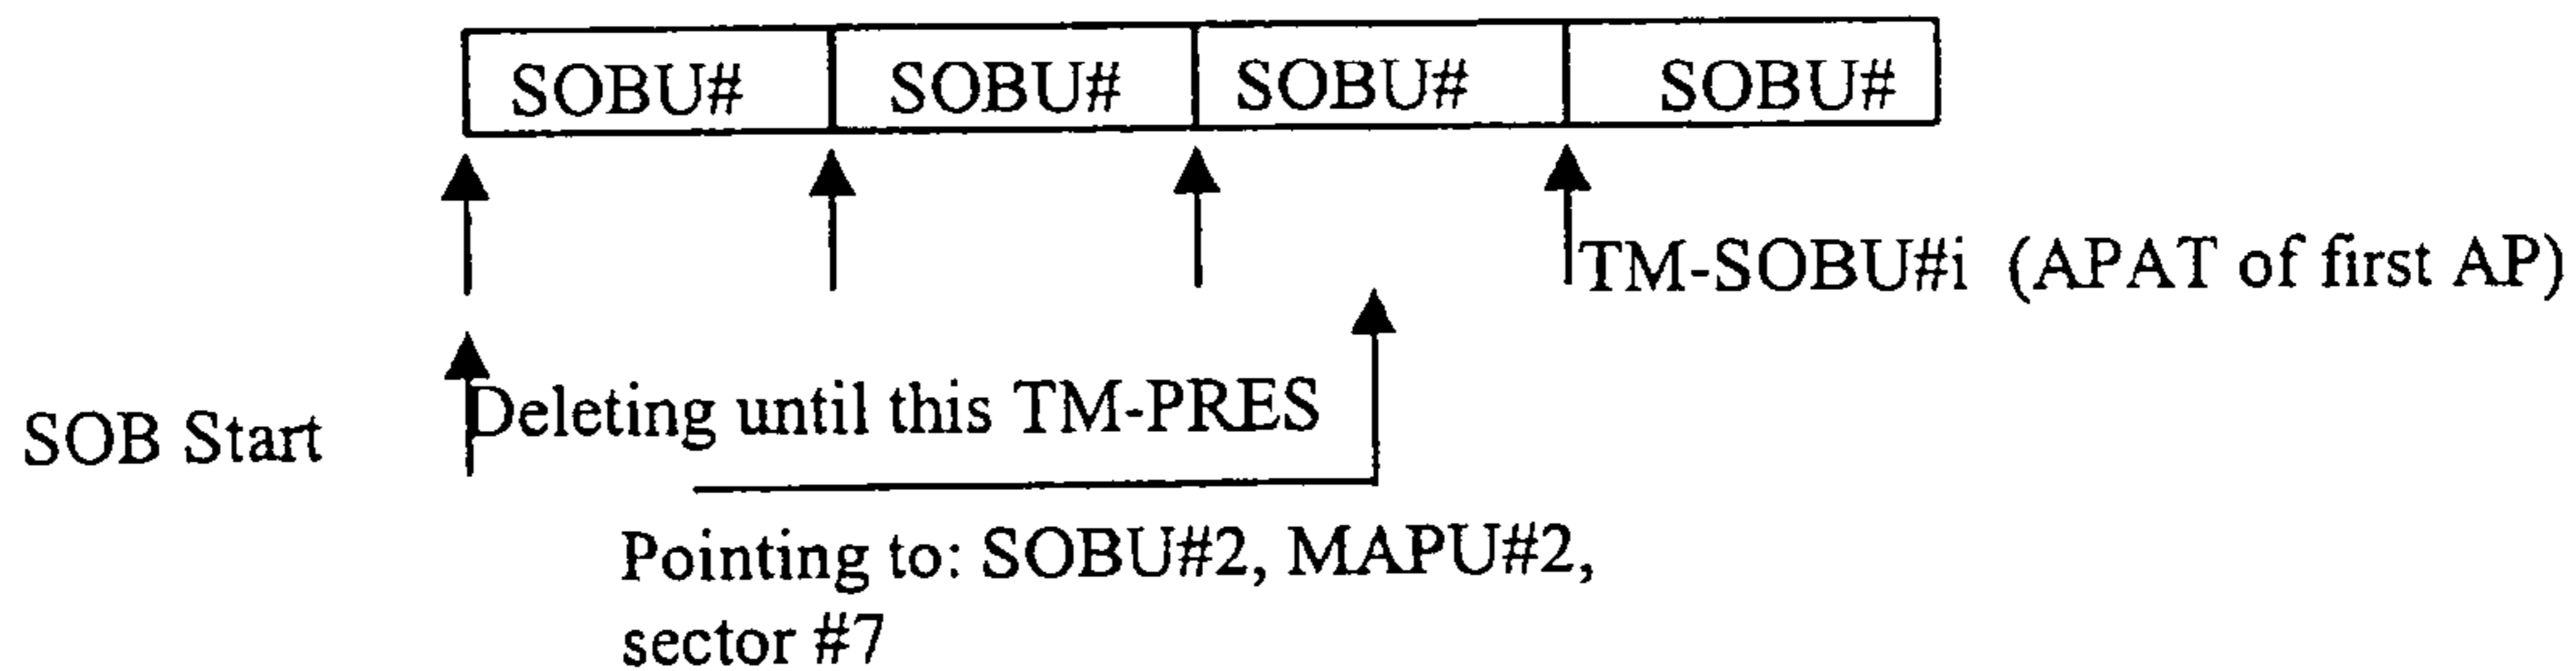 SOBU# SOBU# SOBU# SOBU#
TM-SOBU#i (APAT of first AP)
Deleting until this TM-PRES
SOB Start
Pointing to: SOBU#2, MAPU#2,
sector #7